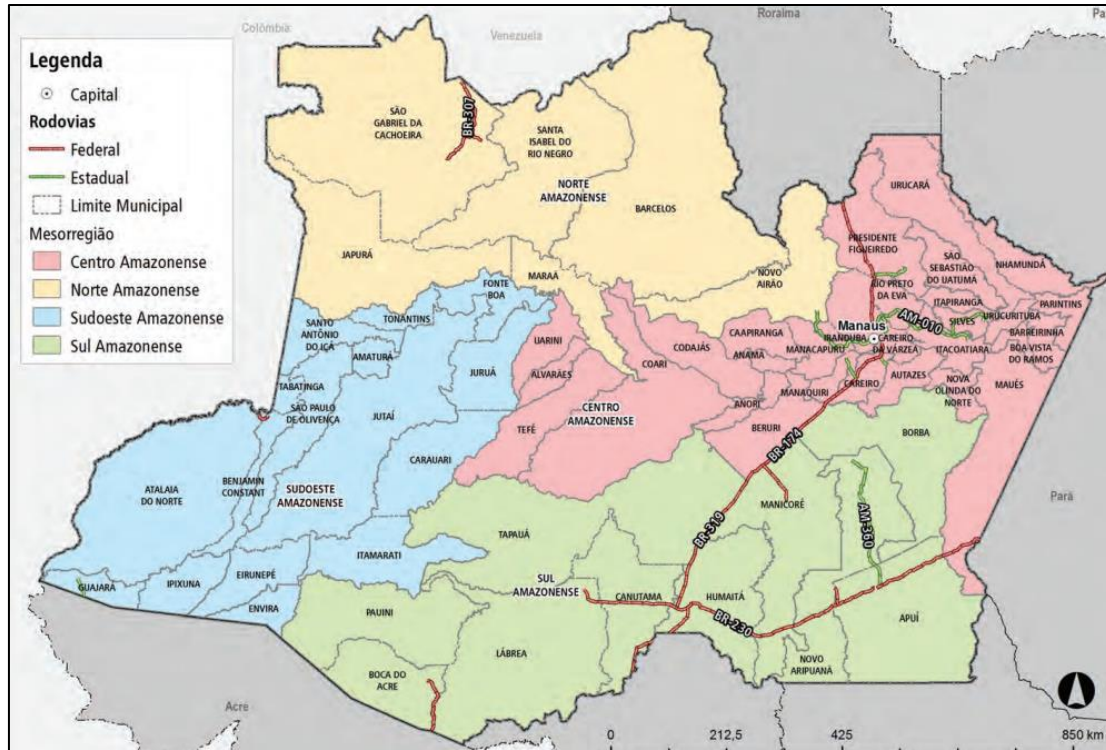 Colômbia
Venezuela
Roraima
Pa
Legenda
Capital
Rodovias
Federal
Estadual
Limite Municipal
Mesorregião
Centro Amazonense
Norte Amazonense
Sudoeste Amazonense
Sul Amazonense
SÃO
GABRIEL DA
CACHOEIRA
BR-307
SANTA
ISABEL DO
RIO NEGRO
NORTE
AMAZONENSE
BARCELOS
JAPURÁ
MARAÃ
NOVO
AIRÃO
URUCARÁ
PRESIDENTE
FIGUEIREDO
SÃO
SEBASTIÃO
DO UATUMÃ
NHAMUNDÁ
RIO PRETO
DA EVA
ITAPIRANGA
PARINTINS
SILVES
URUCURITUBA
AM-010
BARREIRINHA
BOA VISTA
DO RAMOS
Manaus
IRANDUBA
CAREIRO
DA VÁRZEA
ITACOATIARA
CAAPIRANGA
ANAMÃ
MANACAPURU
CODAJÁS
COARI
AUTAZES
CAREIRO
NOVA
OLINDA DO
NORTE
MAUÉS
MANAQUIRI
ANORI
BERURI
FONTE
BOA
TONANTINS
SANTO
ANTÔNIO
DO IÇÁ
AMATURÁ
UARINI
ALVARÃES
JURUÁ
TABATINGA
SÃO PAULO
DE OLIVENÇA
JUTAÍ
TEFÉ
CENTRO
AMAZONENSE
CARAUARI
BORBA
BR-174
ATALAIA
DO NORTE
BENJAMIN
CONSTANT
SUDOESTE
AMAZONENSE
MANICORÉ
Pará
AM-360
BR-319
TAPAUÁ
ITAMARATI
GUAJARÁ
IPIXUNA
EIRUNEPÉ
ENVIRA
SUL
AMAZONENSE
CANUTAMA
HUMAITÁ
BR-230
APUÍ
PAUINI
LÁBREA
NOVO
ARIPUANÃ
BOCA DO
ACRE
Acre
0 212,5 425 850 km